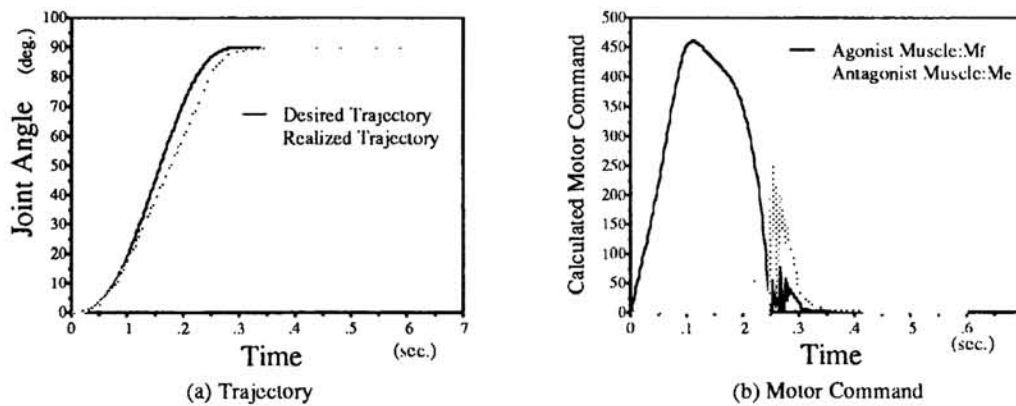 100
90
80
70
60
50
40
30
20
10
0
Joint Angle (deg.)
Desired Trajectory
Realized Trajectory
0 .1 .2 .3 .4 .5 .6 7
Time (sec.)
(a) Trajectory
500
450
400
350
300
250
200
150
100
50
0
Calculated Motor Command
Agonist Muscle:Mf
Antagonist Muscle:Me
0 .1 2 .3 .6
Time (sec.)
(b) Motor Command